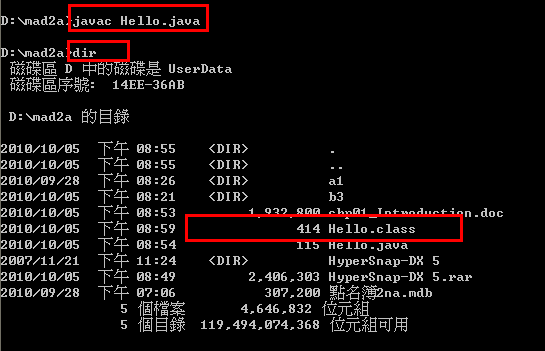 D:\mad2a>javac Hello.java
D:\mad2a>dir
磁碟區 D 中的磁碟是 UserData
磁碟區序號: 14EE-36AB
D:\mad2a 的目錄
2010/10/05 下午 08:55 <DIR> .
2010/10/05 下午 08:55 <DIR> ..
2010/09/28 下午 08:26 <DIR> a1
2010/10/05 下午 08:21 <DIR> b3
2010/10/05 下午 08:53 1,932,800 chp01_Introduction.doc
2010/10/05 下午 08:59 414 Hello.class
2010/10/05 下午 08:54 115 Hello.java
2007/11/21 下午 11:24 <DIR> HyperSnap-DX 5
2010/10/05 下午 08:49 2,406,303 HyperSnap-DX 5.rar
2010/09/28 下午 07:06 307,200 點名簿2na.mdb
5 個檔案 4,646,832 位元組
5 個目錄 119,494,074,368 位元組可用